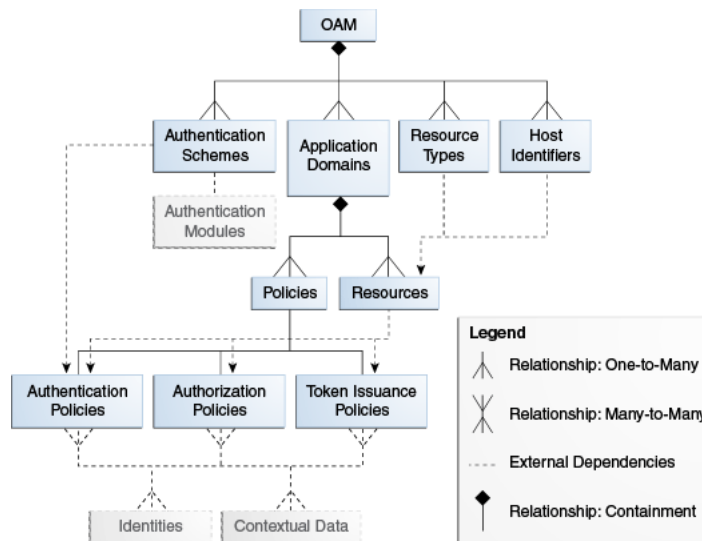 OAM
Authentication
Schemes
Application
Domains
Resource
Types
Host
Identifiers
Authentication
Modules
Policies
Resources
Authentication
Policies
Authorization
Policies
Token Issuance
Policies
Identities
Contextual Data
Legend
Relationship: One-to-Many
Relationship: Many-to-Many
External Dependencies
Relationship: Containment